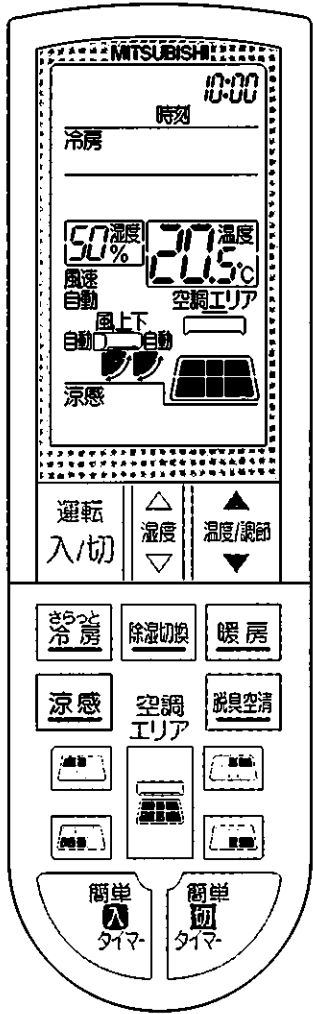 MITSUBISHI
10:00
時刻
冷房
50%
湿度
20.5℃
温度
風速
自動
空調エリア
風上下
自動
自動
涼感
運転
入/切
△
湿度
▽
▲
温度/調節
▼
さらっと
冷房
除湿切換
暖房
涼感
空調
エリア
脱臭空清
簡単
入
タイマー
簡単
切
タイマー